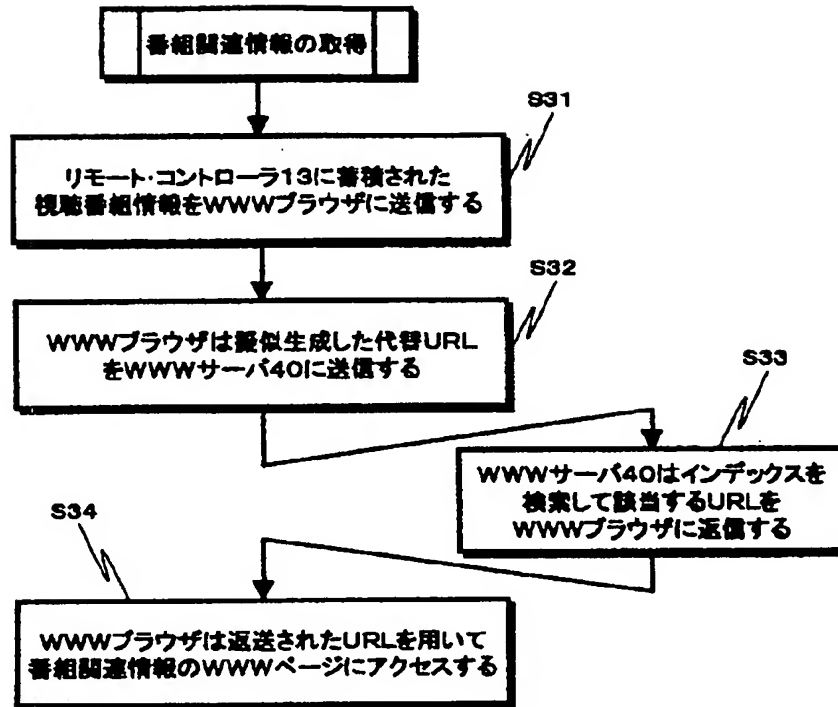 番組関連情報の取得
S31
リモート・コントローラ13に蓄積された
視聴番組情報をWWWブラウザに送信する
S32
WWWブラウザは擬似生成した代替URL
をWWWサーバ40に送信する
S33
WWWサーバ40はインデックスを
検索して該当するURLを
WWWブラウザに返信する
S34
WWWブラウザは返送されたURLを用いて
番組関連情報のWWWページにアクセスする